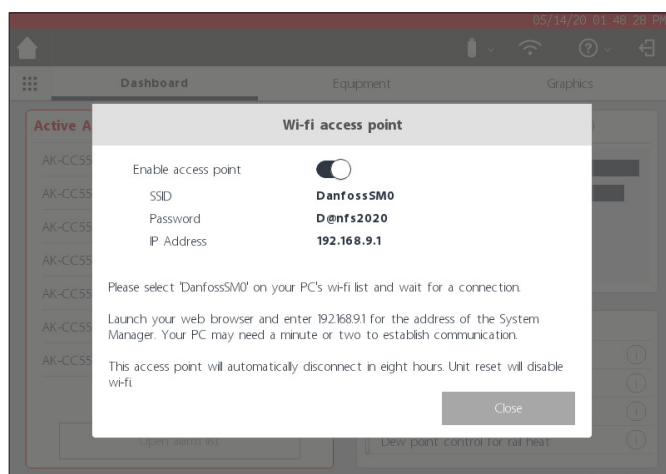 05/14/20 01 48 28 PM
Dashboard
Equipment
Graphics
Active A
Wi-fi access point
AK-CC55
AK-CC55
AK-CC55
AK-CC55
AK-CC55
AK-CC55
AK-CC55
Enable access point
SSID DanfossSM0
Password D@nfs2020
IP Address 192.168.9.1
Please select 'DanfossSM0' on your PC's wi-fi list and wait for a connection.
Launch your web browser and enter 192.168.9.1 for the address of the System
Manager. Your PC may need a minute or two to establish communication.
This access point will automatically disconnect in eight hours. Unit reset will disable
wi-fi.
Close
Open alarm list
Dew point control for rail heat